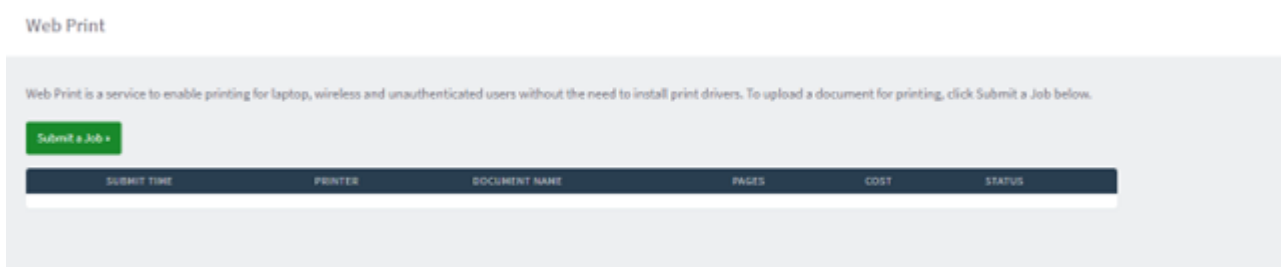 Web Print
Web Print is a service to enable printing for laptop, wireless and unauthenticated users without the need to install print drivers. To upload a document for printing, click Submit a Job below.
Submit a Job »
SUBMIT TIME PRINTER DOCUMENT NAME PAGES COST STATUS